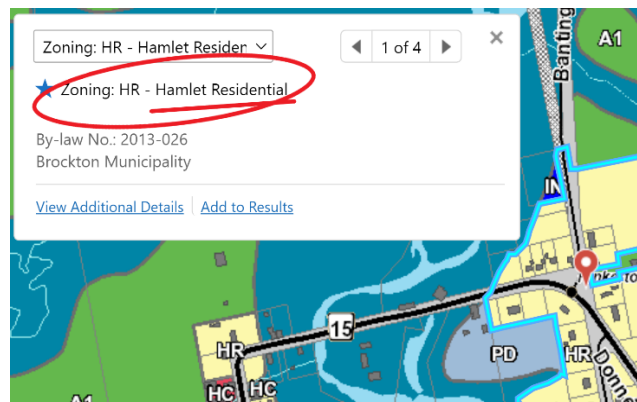 Zoning: HR - Hamlet Residen
1 of 4
Zoning: HR - Hamlet Residential
By-law No.: 2013-026
Brockton Municipality
View Additional Details
Add to Results
Banting
A1
IN
15
HR
PD
HR
HC
HC
A1